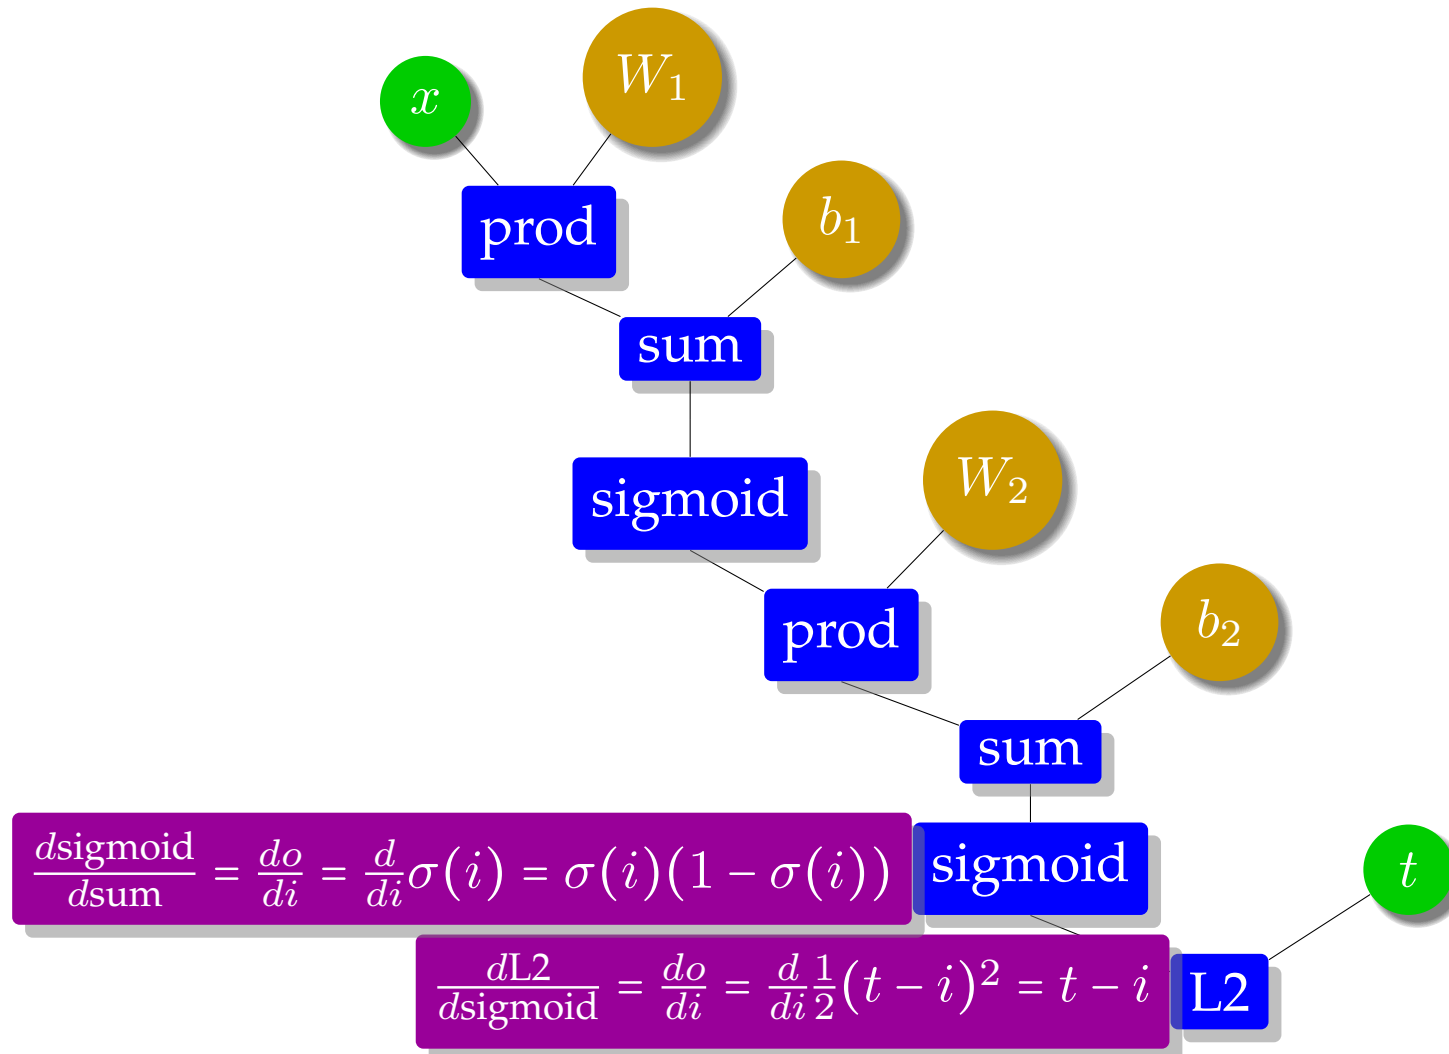 x
W₁
prod
b₁
sum
sigmoid
W₂
prod
b₂
sum
dsigmoid/dsum = do/di = d/di σ(i) = σ(i)(1 − σ(i))
sigmoid
t
dL2/dsigmoid = do/di = d/di 1/2 (t − i)² = t − i
L2